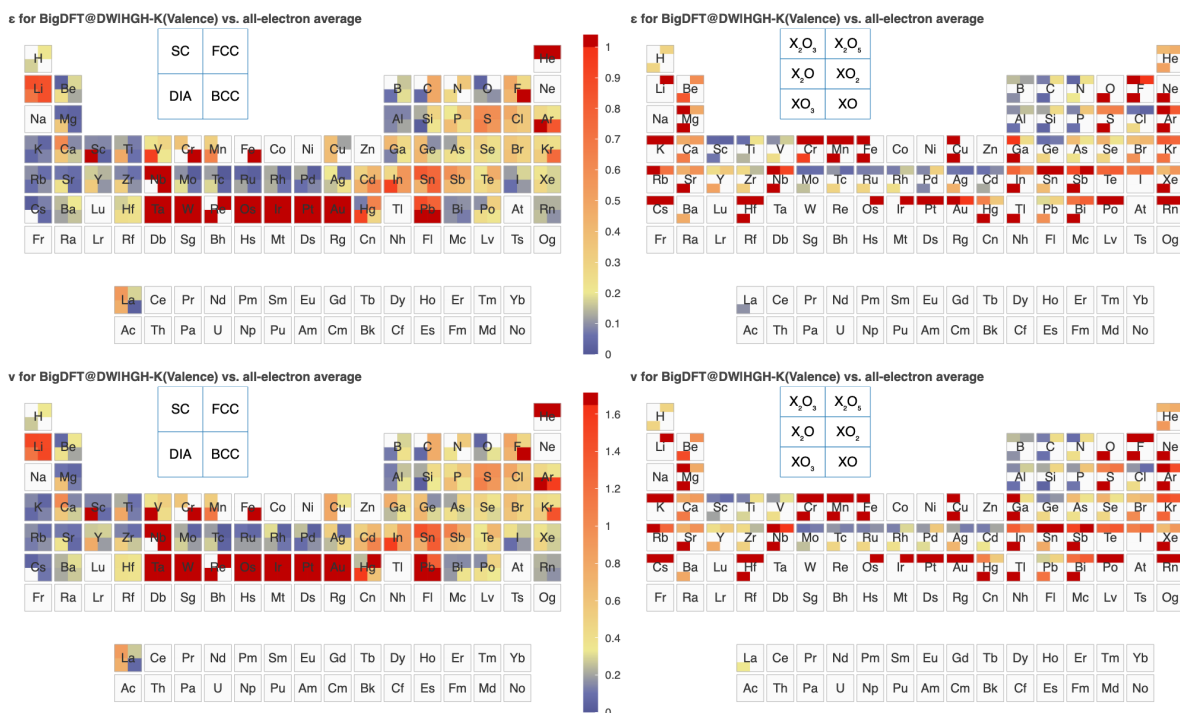 ε for BigDFT@DW|HGH-K(Valence) vs. all-electron average
SC FCC
DIA BCC
H He
Li Be B C N O F Ne
Na Mg Al Si P S Cl Ar
K Ca Sc Ti V Cr Mn Fe Co Ni Cu Zn Ga Ge As Se Br Kr
Rb Sr Y Zr Nb Mo Tc Ru Rh Pd Ag Cd In Sn Sb Te I Xe
Cs Ba Lu Hf Ta W Re Os Ir Pt Au Hg Tl Pb Bi Po At Rn
Fr Ra Lr Rf Db Sg Bh Hs Mt Ds Rg Cn Nh Fl Mc Lv Ts Og
La Ce Pr Nd Pm Sm Eu Gd Tb Dy Ho Er Tm Yb
Ac Th Pa U Np Pu Am Cm Bk Cf Es Fm Md No
1
0.9
0.8
0.7
0.6
0.5
0.4
0.3
0.2
0.1
0
ε for BigDFT@DW|HGH-K(Valence) vs. all-electron average
X₂O₃ X₂O₅
X₂O XO₂
XO₃ XO
H He
Li Be B C N O F Ne
Na Mg Al Si P S Cl Ar
K Ca Sc Ti V Cr Mn Fe Co Ni Cu Zn Ga Ge As Se Br Kr
Rb Sr Y Zr Nb Mo Tc Ru Rh Pd Ag Cd In Sn Sb Te I Xe
Cs Ba Lu Hf Ta W Re Os Ir Pt Au Hg Tl Pb Bi Po At Rn
Fr Ra Lr Rf Db Sg Bh Hs Mt Ds Rg Cn Nh Fl Mc Lv Ts Og
La Ce Pr Nd Pm Sm Eu Gd Tb Dy Ho Er Tm Yb
Ac Th Pa U Np Pu Am Cm Bk Cf Es Fm Md No
ν for BigDFT@DW|HGH-K(Valence) vs. all-electron average
SC FCC
DIA BCC
H He
Li Be B C N O F Ne
Na Mg Al Si P S Cl Ar
K Ca Sc Ti V Cr Mn Fe Co Ni Cu Zn Ga Ge As Se Br Kr
Rb Sr Y Zr Nb Mo Tc Ru Rh Pd Ag Cd In Sn Sb Te I Xe
Cs Ba Lu Hf Ta W Re Os Ir Pt Au Hg Tl Pb Bi Po At Rn
Fr Ra Lr Rf Db Sg Bh Hs Mt Ds Rg Cn Nh Fl Mc Lv Ts Og
La Ce Pr Nd Pm Sm Eu Gd Tb Dy Ho Er Tm Yb
Ac Th Pa U Np Pu Am Cm Bk Cf Es Fm Md No
1.6
1.4
1.2
1
0.8
0.6
0.4
0.2
0
ν for BigDFT@DW|HGH-K(Valence) vs. all-electron average
X₂O₃ X₂O₅
X₂O XO₂
XO₃ XO
H He
Li Be B C N O F Ne
Na Mg Al Si P S Cl Ar
K Ca Sc Ti V Cr Mn Fe Co Ni Cu Zn Ga Ge As Se Br Kr
Rb Sr Y Zr Nb Mo Tc Ru Rh Pd Ag Cd In Sn Sb Te I Xe
Cs Ba Lu Hf Ta W Re Os Ir Pt Au Hg Tl Pb Bi Po At Rn
Fr Ra Lr Rf Db Sg Bh Hs Mt Ds Rg Cn Nh Fl Mc Lv Ts Og
La Ce Pr Nd Pm Sm Eu Gd Tb Dy Ho Er Tm Yb
Ac Th Pa U Np Pu Am Cm Bk Cf Es Fm Md No